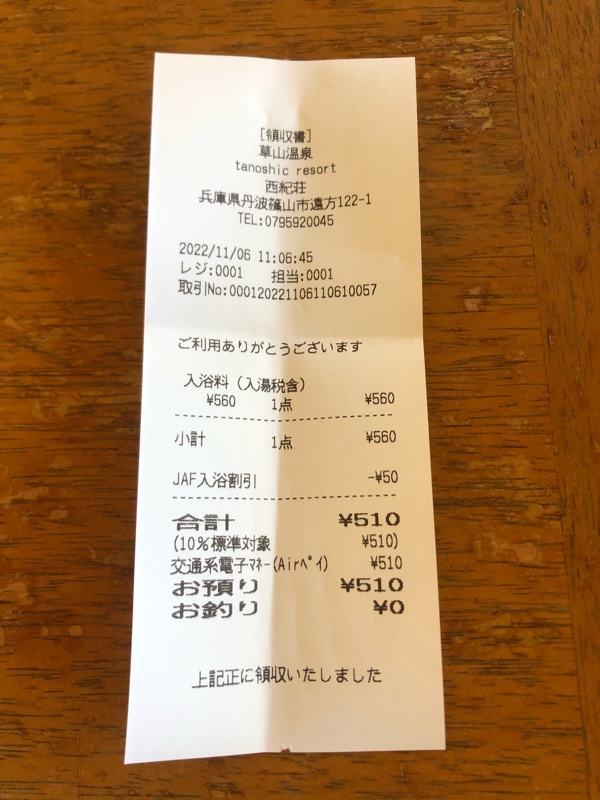 [領収書]
草山温泉
tanoshic resort
西紀荘
兵庫県丹波篠山市遠方122-1
TEL:0795920045
2022/11/06 11:06:45
レジ:0001 担当:0001
取引No:000120221106110610057
ご利用ありがとうございます
入浴料（入湯税含）
¥560 1点 ¥560
小計 1点 ¥560
JAF入浴割引 -¥50
合計 ¥510
(10%標準対象 ¥510)
交通系電子ﾏﾈｰ(Airﾍﾟｲ) ¥510
お預り ¥510
お釣り ¥0
上記正に領収いたしました